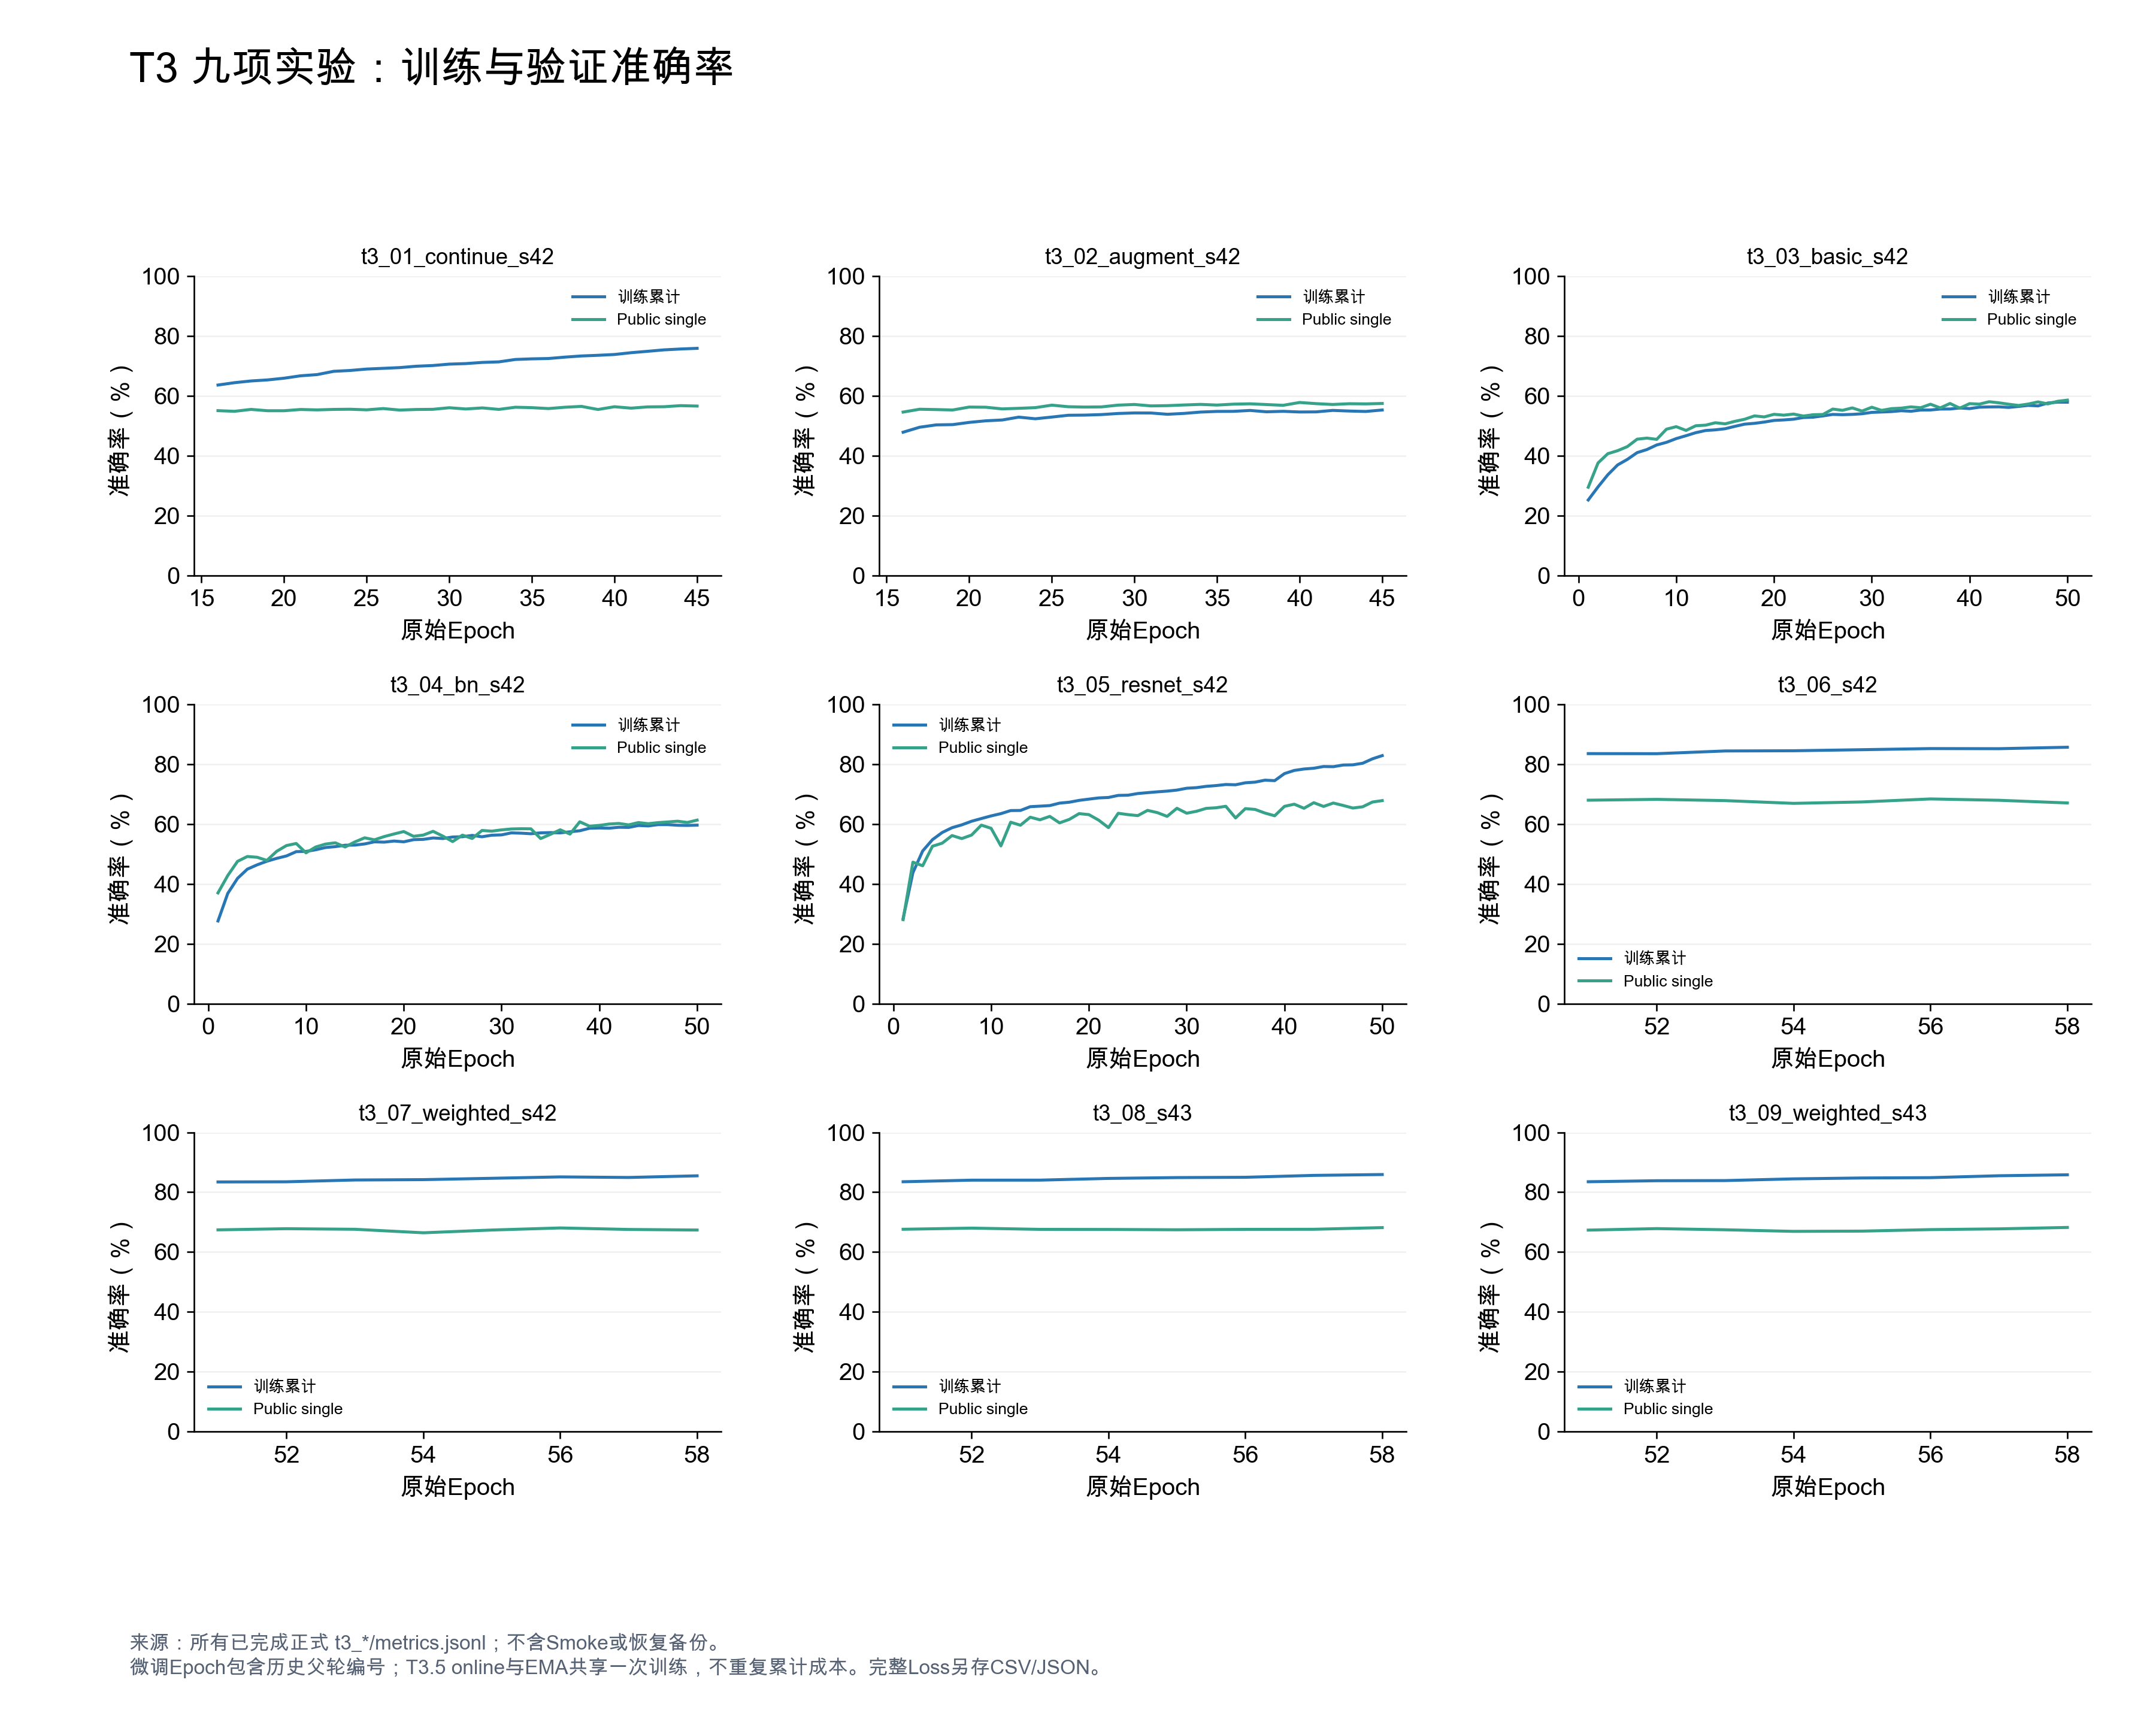 T3 九项实验：训练与验证准确率
t3_01_continue_s42
100
80
60
40
20
0
15 20 25 30 35 40 45
准确率（%）
原始Epoch
训练累计
Public single
t3_02_augment_s42
100
80
60
40
20
0
15 20 25 30 35 40 45
准确率（%）
原始Epoch
训练累计
Public single
t3_03_basic_s42
100
80
60
40
20
0
0 10 20 30 40 50
准确率（%）
原始Epoch
训练累计
Public single
t3_04_bn_s42
100
80
60
40
20
0
0 10 20 30 40 50
准确率（%）
原始Epoch
训练累计
Public single
t3_05_resnet_s42
100
80
60
40
20
0
0 10 20 30 40 50
准确率（%）
原始Epoch
训练累计
Public single
t3_06_s42
100
80
60
40
20
0
52 54 56 58
准确率（%）
原始Epoch
训练累计
Public single
t3_07_weighted_s42
100
80
60
40
20
0
52 54 56 58
准确率（%）
原始Epoch
训练累计
Public single
t3_08_s43
100
80
60
40
20
0
52 54 56 58
准确率（%）
原始Epoch
训练累计
Public single
t3_09_weighted_s43
100
80
60
40
20
0
52 54 56 58
准确率（%）
原始Epoch
训练累计
Public single
来源：所有已完成正式 t3_*/metrics.jsonl；不含Smoke或恢复备份。
微调Epoch包含历史父轮编号；T3.5 online与EMA共享一次训练，不重复累计成本。完整Loss另存CSV/JSON。